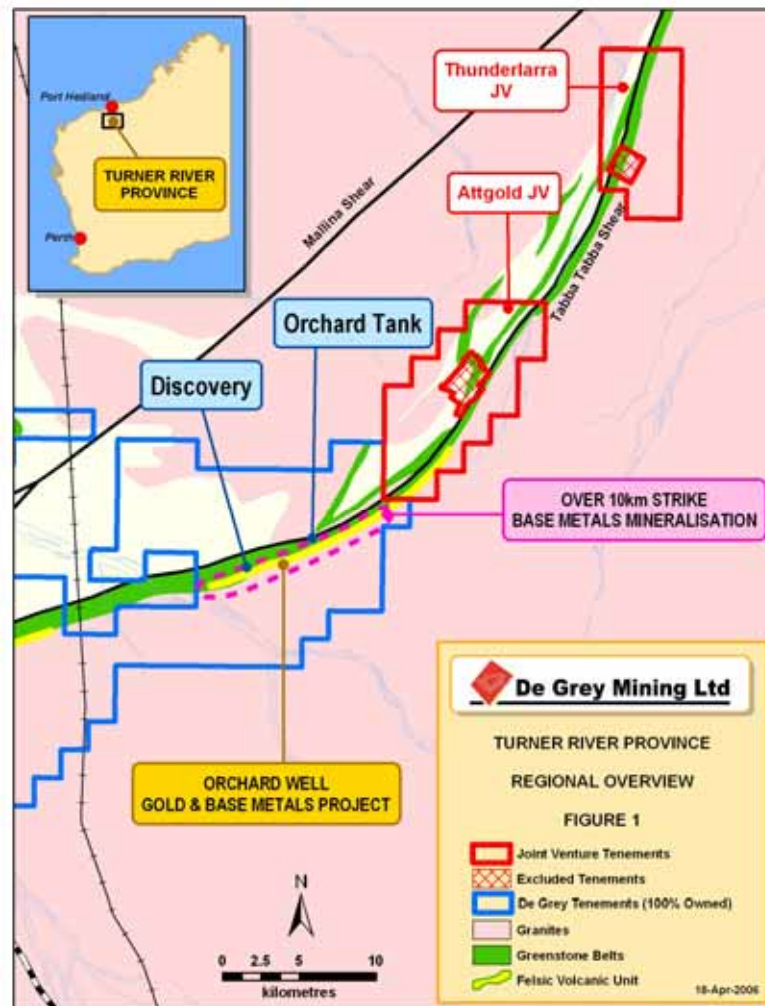 Port Hedland
TURNER RIVER
PROVINCE
Perth
Mallina Shear
Thunderlarra
JV
Attgold JV
Tabba Tabba Shear
Orchard Tank
Discovery
OVER 10km STRIKE
BASE METALS MINERALISATION
ORCHARD WELL
GOLD & BASE METALS PROJECT
N
0 2.5 5 10
kilometres
De Grey Mining Ltd
TURNER RIVER PROVINCE
REGIONAL OVERVIEW
FIGURE 1
Joint Venture Tenements
Excluded Tenements
De Grey Tenements (100% Owned)
Granites
Greenstone Belts
Felsic Volcanic Unit
18-Apr-2006